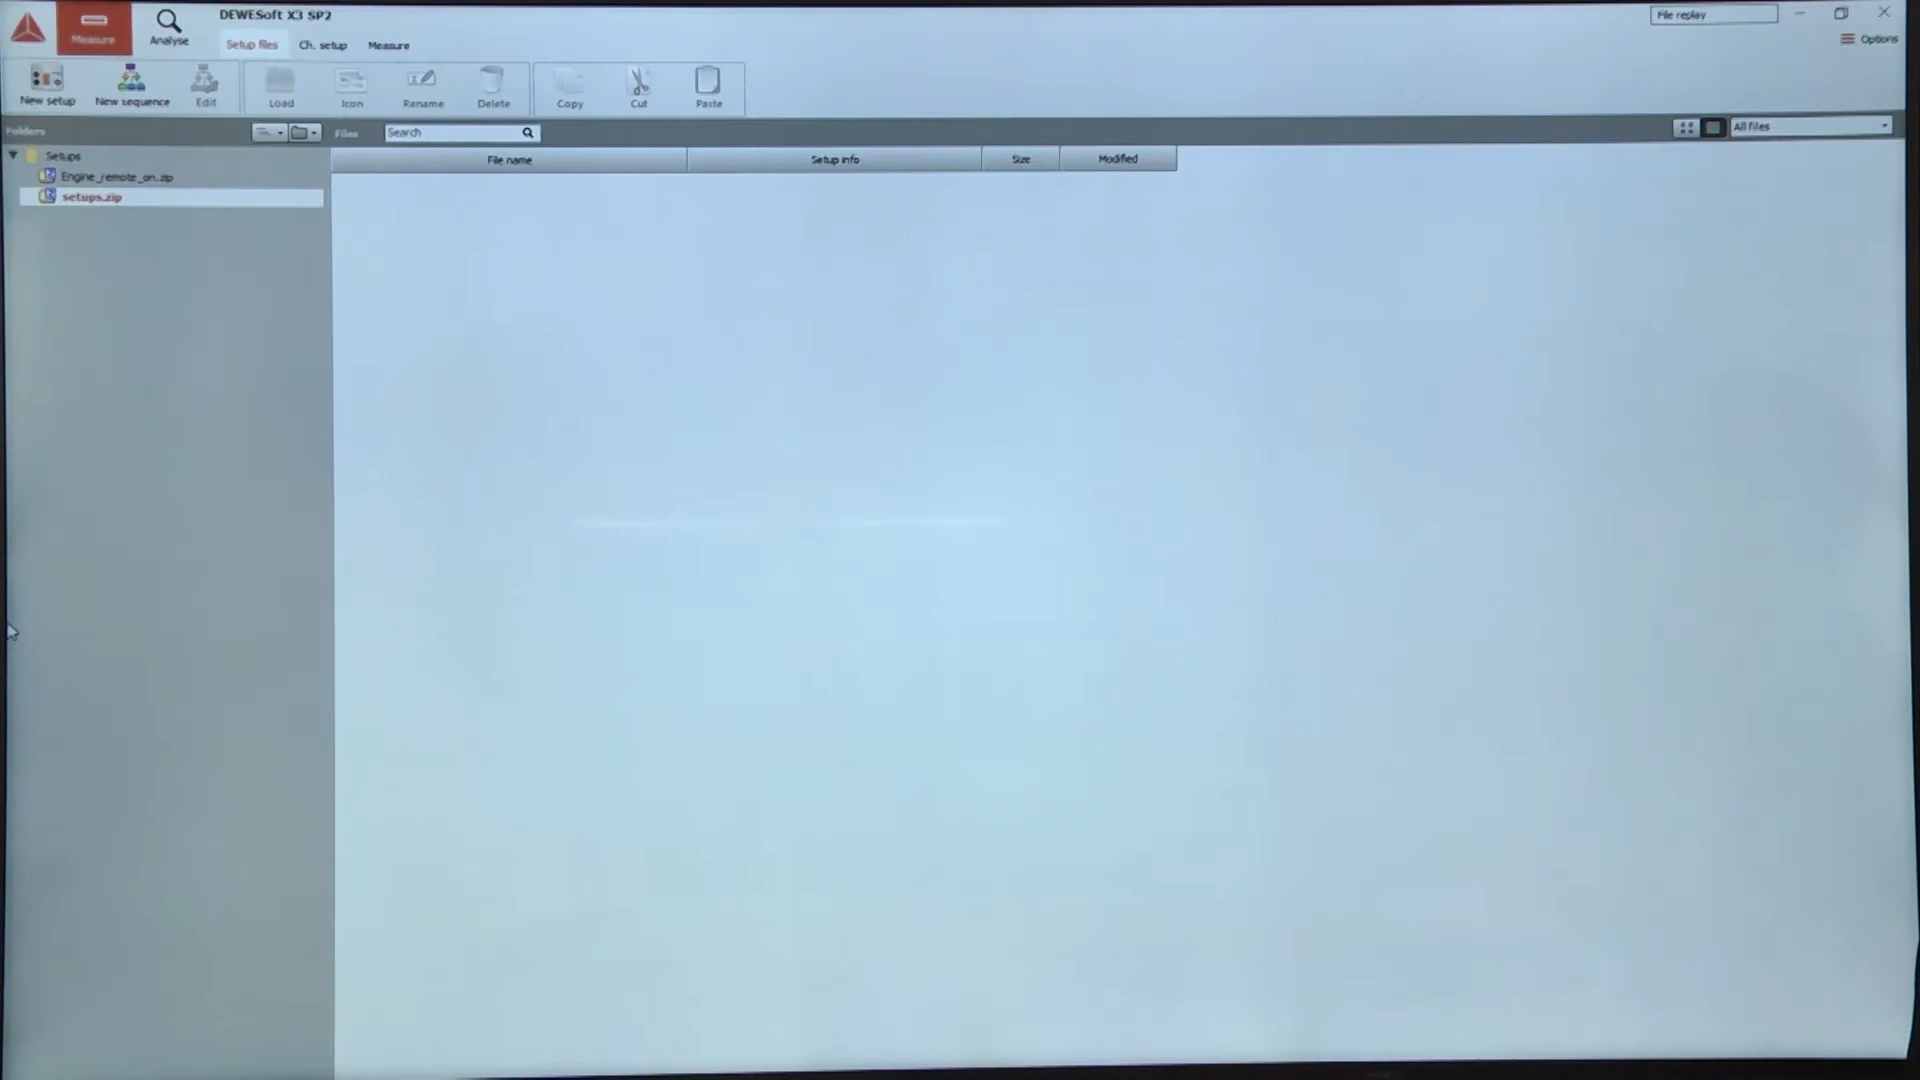 DEWESoft X3 SP2
File replay
Measure
Analyse
Setup files Ch. setup Measure
Options
New setup New sequence Edit Load Icon Rename Delete Copy Cut Paste
Folders Files Search All files
File name Setup info Size Modified
Setups
Engine_remote_on.zip
setups.zip